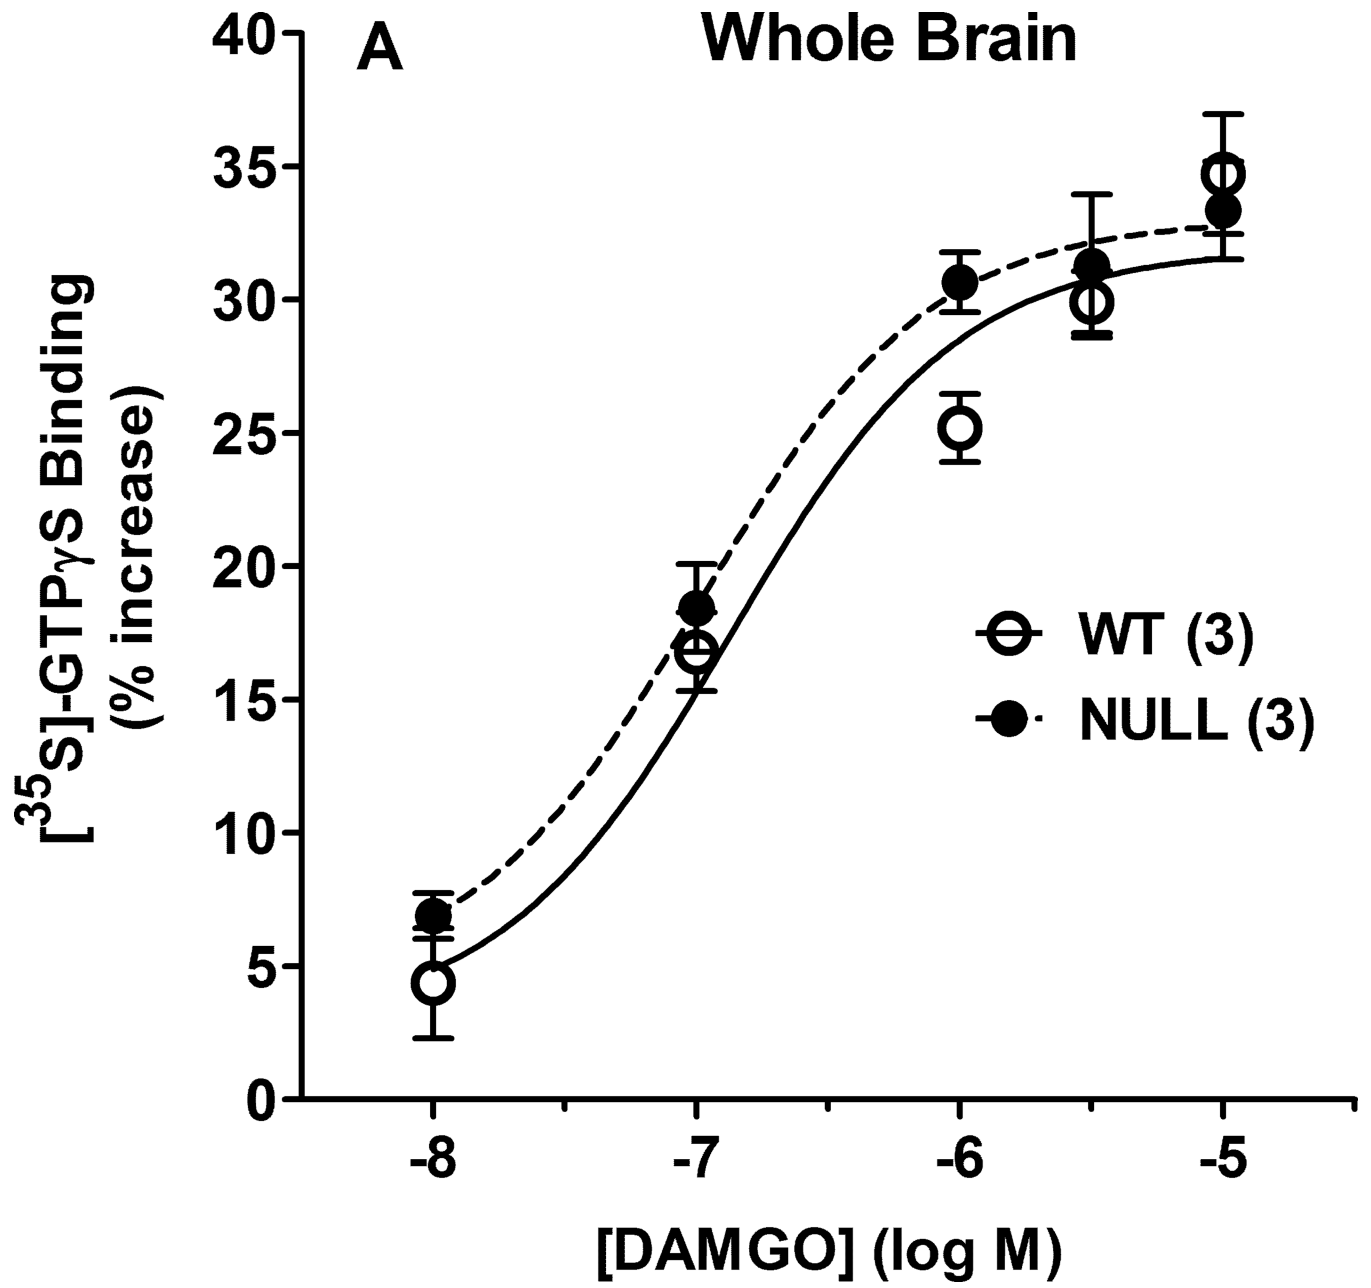 A
Whole Brain
40
35
30
25
20
15
10
5
0
[³⁵S]-GTPγS Binding
(% increase)
WT (3)
NULL (3)
-8 -7 -6 -5
[DAMGO] (log M)